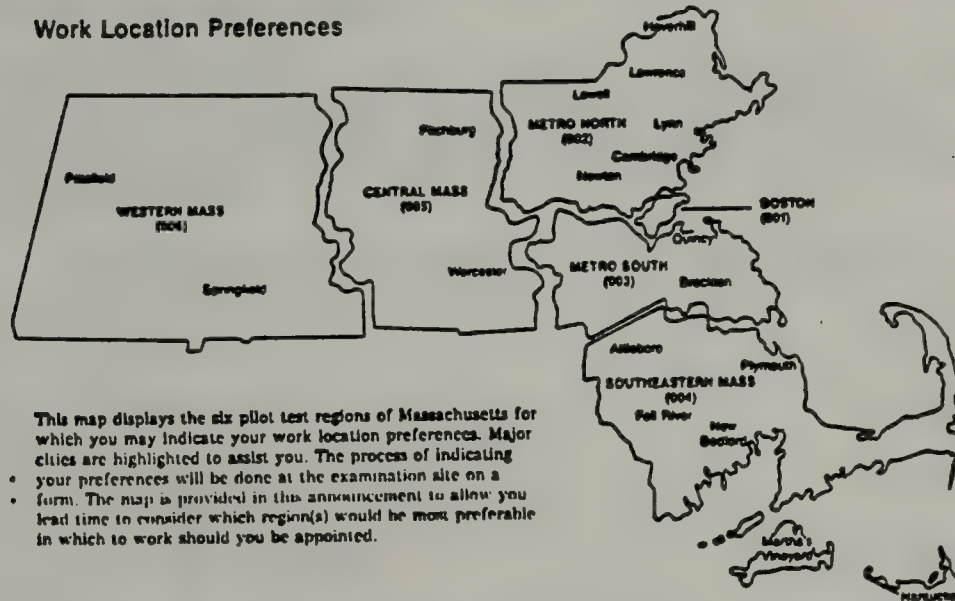 Work Location Preferences
Haverhill
Lawrence
Lowell
Fitchburg
METRO NORTH
(002)
Lynn
Cambridge
Newton
Pittsfield
WESTERN MASS
(006)
CENTRAL MASS
(005)
BOSTON
(001)
Quincy
Worcester
METRO SOUTH
(003)
Brockton
Springfield
Attleboro
Plymouth
SOUTHEASTERN MASS
(004)
Fall River
New
Bedford
This map displays the six pilot test regions of Massachusetts for
which you may indicate your work location preferences. Major
cities are highlighted to assist you. The process of indicating
your preferences will be done at the examination site on a
form. The map is provided in this announcement to allow you
lead time to consider which region(s) would be most preferable
in which to work should you be appointed.
Martha's
Vineyard
Nantucket